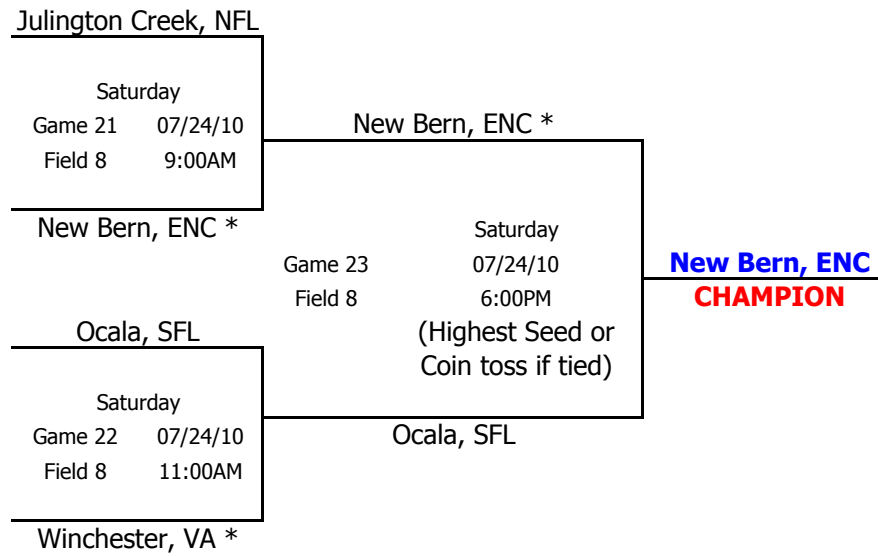 Julington Creek, NFL
Saturday
Game 21 07/24/10
Field 8 9:00AM
New Bern, ENC *
New Bern, ENC *
Saturday
Game 23 07/24/10
Field 8 6:00PM
(Highest Seed or
Coin toss if tied)
New Bern, ENC
CHAMPION
Ocala, SFL
Saturday
Game 22 07/24/10
Field 8 11:00AM
Winchester, VA *
Ocala, SFL